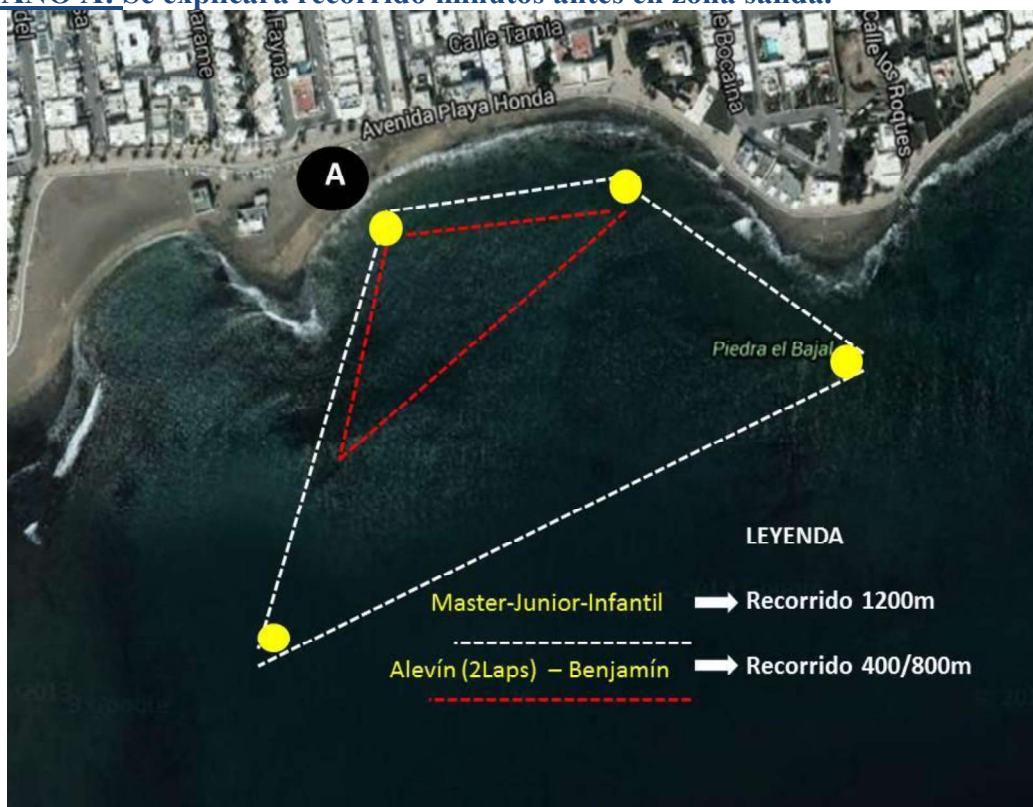 ANO A: Se explicará recorrido minutos antes en zona salida.
Fayna
Calle Tamia
Avenida Playa Honda
Calle los Roques
A
Piedra el Bajal
LEYENDA
Master-Junior-Infantil Recorrido 1200m
Alevín (2Laps) – Benjamín Recorrido 400/800m